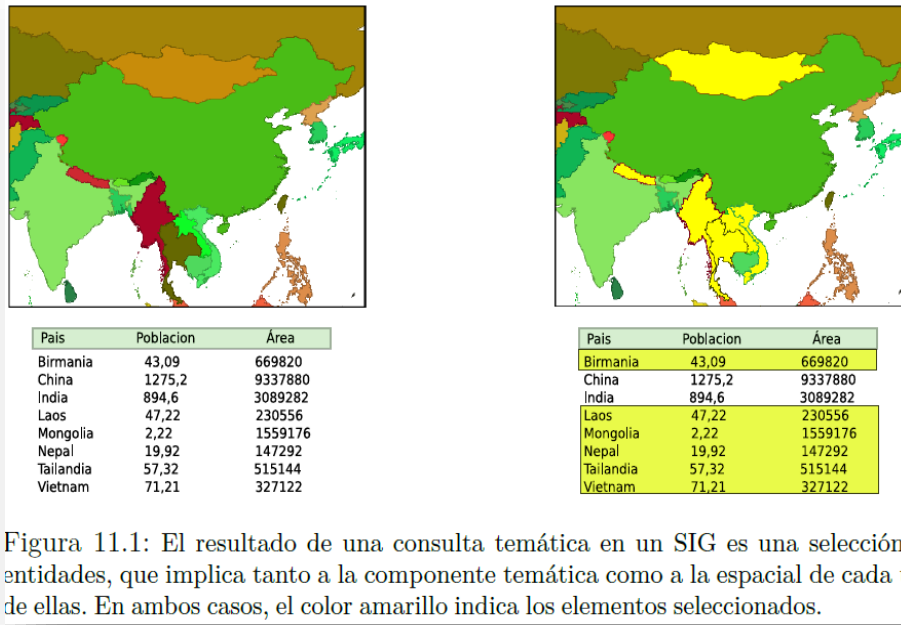 Pais Poblacion Área
Birmania 43,09 669820
China 1275,2 9337880
India 894,6 3089282
Laos 47,22 230556
Mongolia 2,22 1559176
Nepal 19,92 147292
Tailandia 57,32 515144
Vietnam 71,21 327122
Pais Poblacion Área
Birmania 43,09 669820
China 1275,2 9337880
India 894,6 3089282
Laos 47,22 230556
Mongolia 2,22 1559176
Nepal 19,92 147292
Tailandia 57,32 515144
Vietnam 71,21 327122
Figura 11.1: El resultado de una consulta temática en un SIG es una selección
entidades, que implica tanto a la componente temática como a la espacial de cada
de ellas. En ambos casos, el color amarillo indica los elementos seleccionados.